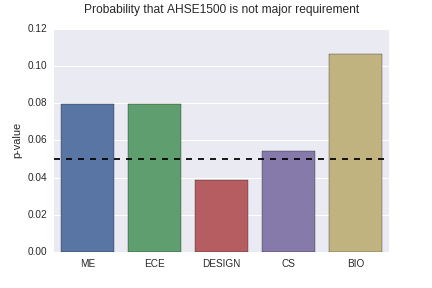 Probability that AHSE1500 is not major requirement
0.12
0.10
0.08
0.06
0.04
0.02
0.00
p-value
ME ECE DESIGN CS BIO